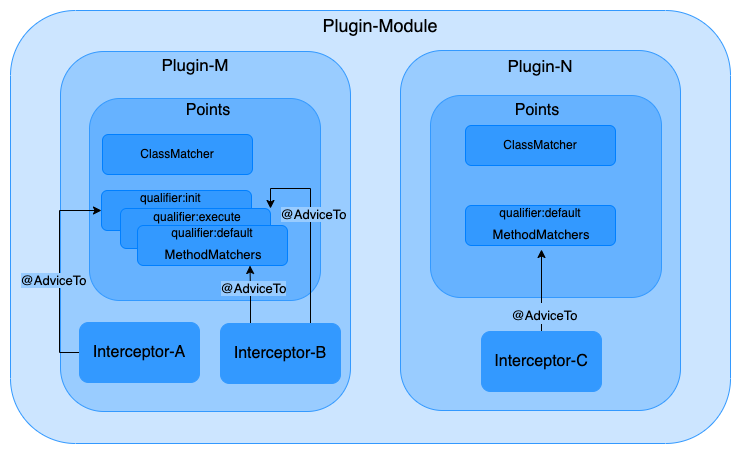 Plugin-Module
Plugin-M
Points
ClassMatcher
qualifier:init
qualifier:execute
qualifier:default
MethodMatchers
@AdviceTo
@AdviceTo
@AdviceTo
Interceptor-A
Interceptor-B
Plugin-N
Points
ClassMatcher
qualifier:default
MethodMatchers
@AdviceTo
Interceptor-C